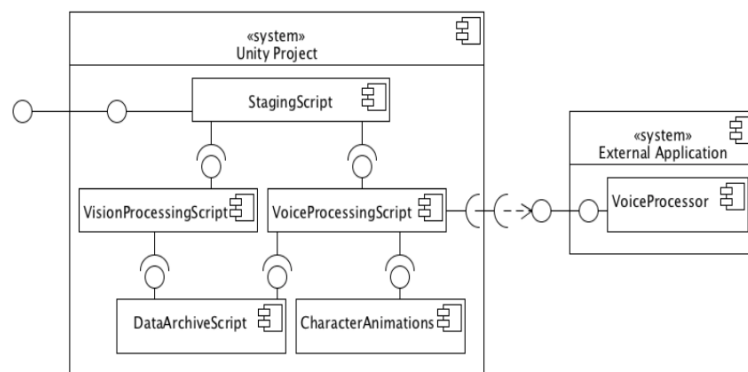 «system»
Unity Project
StagingScript
«system»
External Application
VisionProcessingScript
VoiceProcessingScript
VoiceProcessor
DataArchiveScript
CharacterAnimations